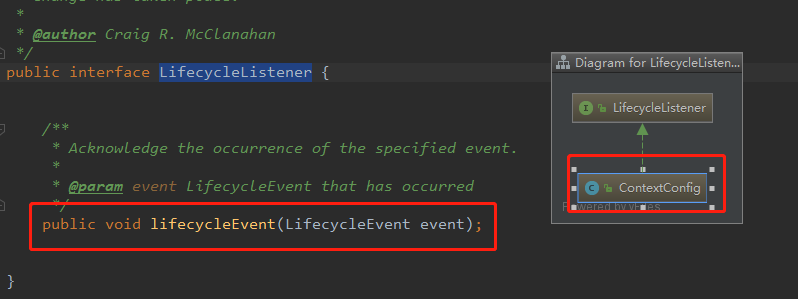 *
* @author Craig R. McClanahan
*/
public interface LifecycleListener {
/**
* Acknowledge the occurrence of the specified event.
*
* @param event LifecycleEvent that has occurred
*/
public void lifecycleEvent(LifecycleEvent event);
}
Diagram for LifecycleListen...
I LifecycleListener
C ContextConfig
Powered by yFiles